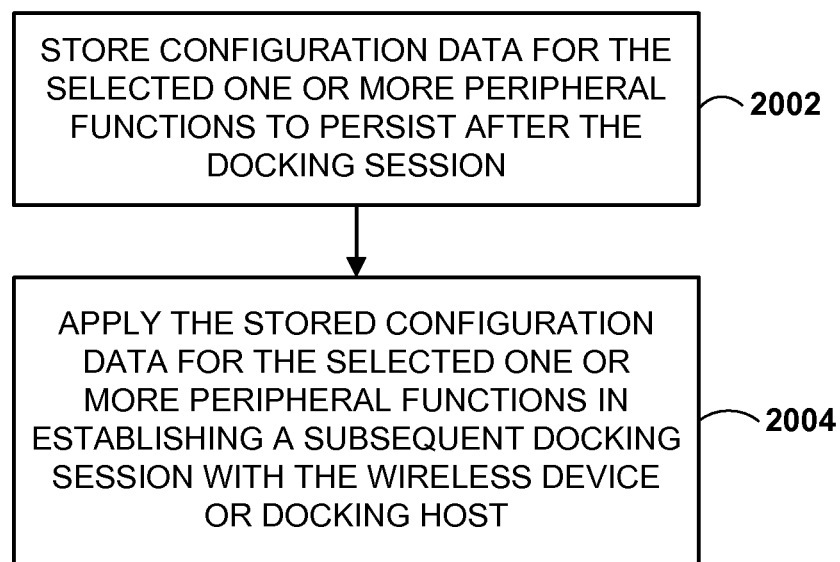 STORE CONFIGURATION DATA FOR THE
SELECTED ONE OR MORE PERIPHERAL
FUNCTIONS TO PERSIST AFTER THE
DOCKING SESSION
2002
APPLY THE STORED CONFIGURATION
DATA FOR THE SELECTED ONE OR
MORE PERIPHERAL FUNCTIONS IN
ESTABLISHING A SUBSEQUENT DOCKING
SESSION WITH THE WIRELESS DEVICE
OR DOCKING HOST
2004